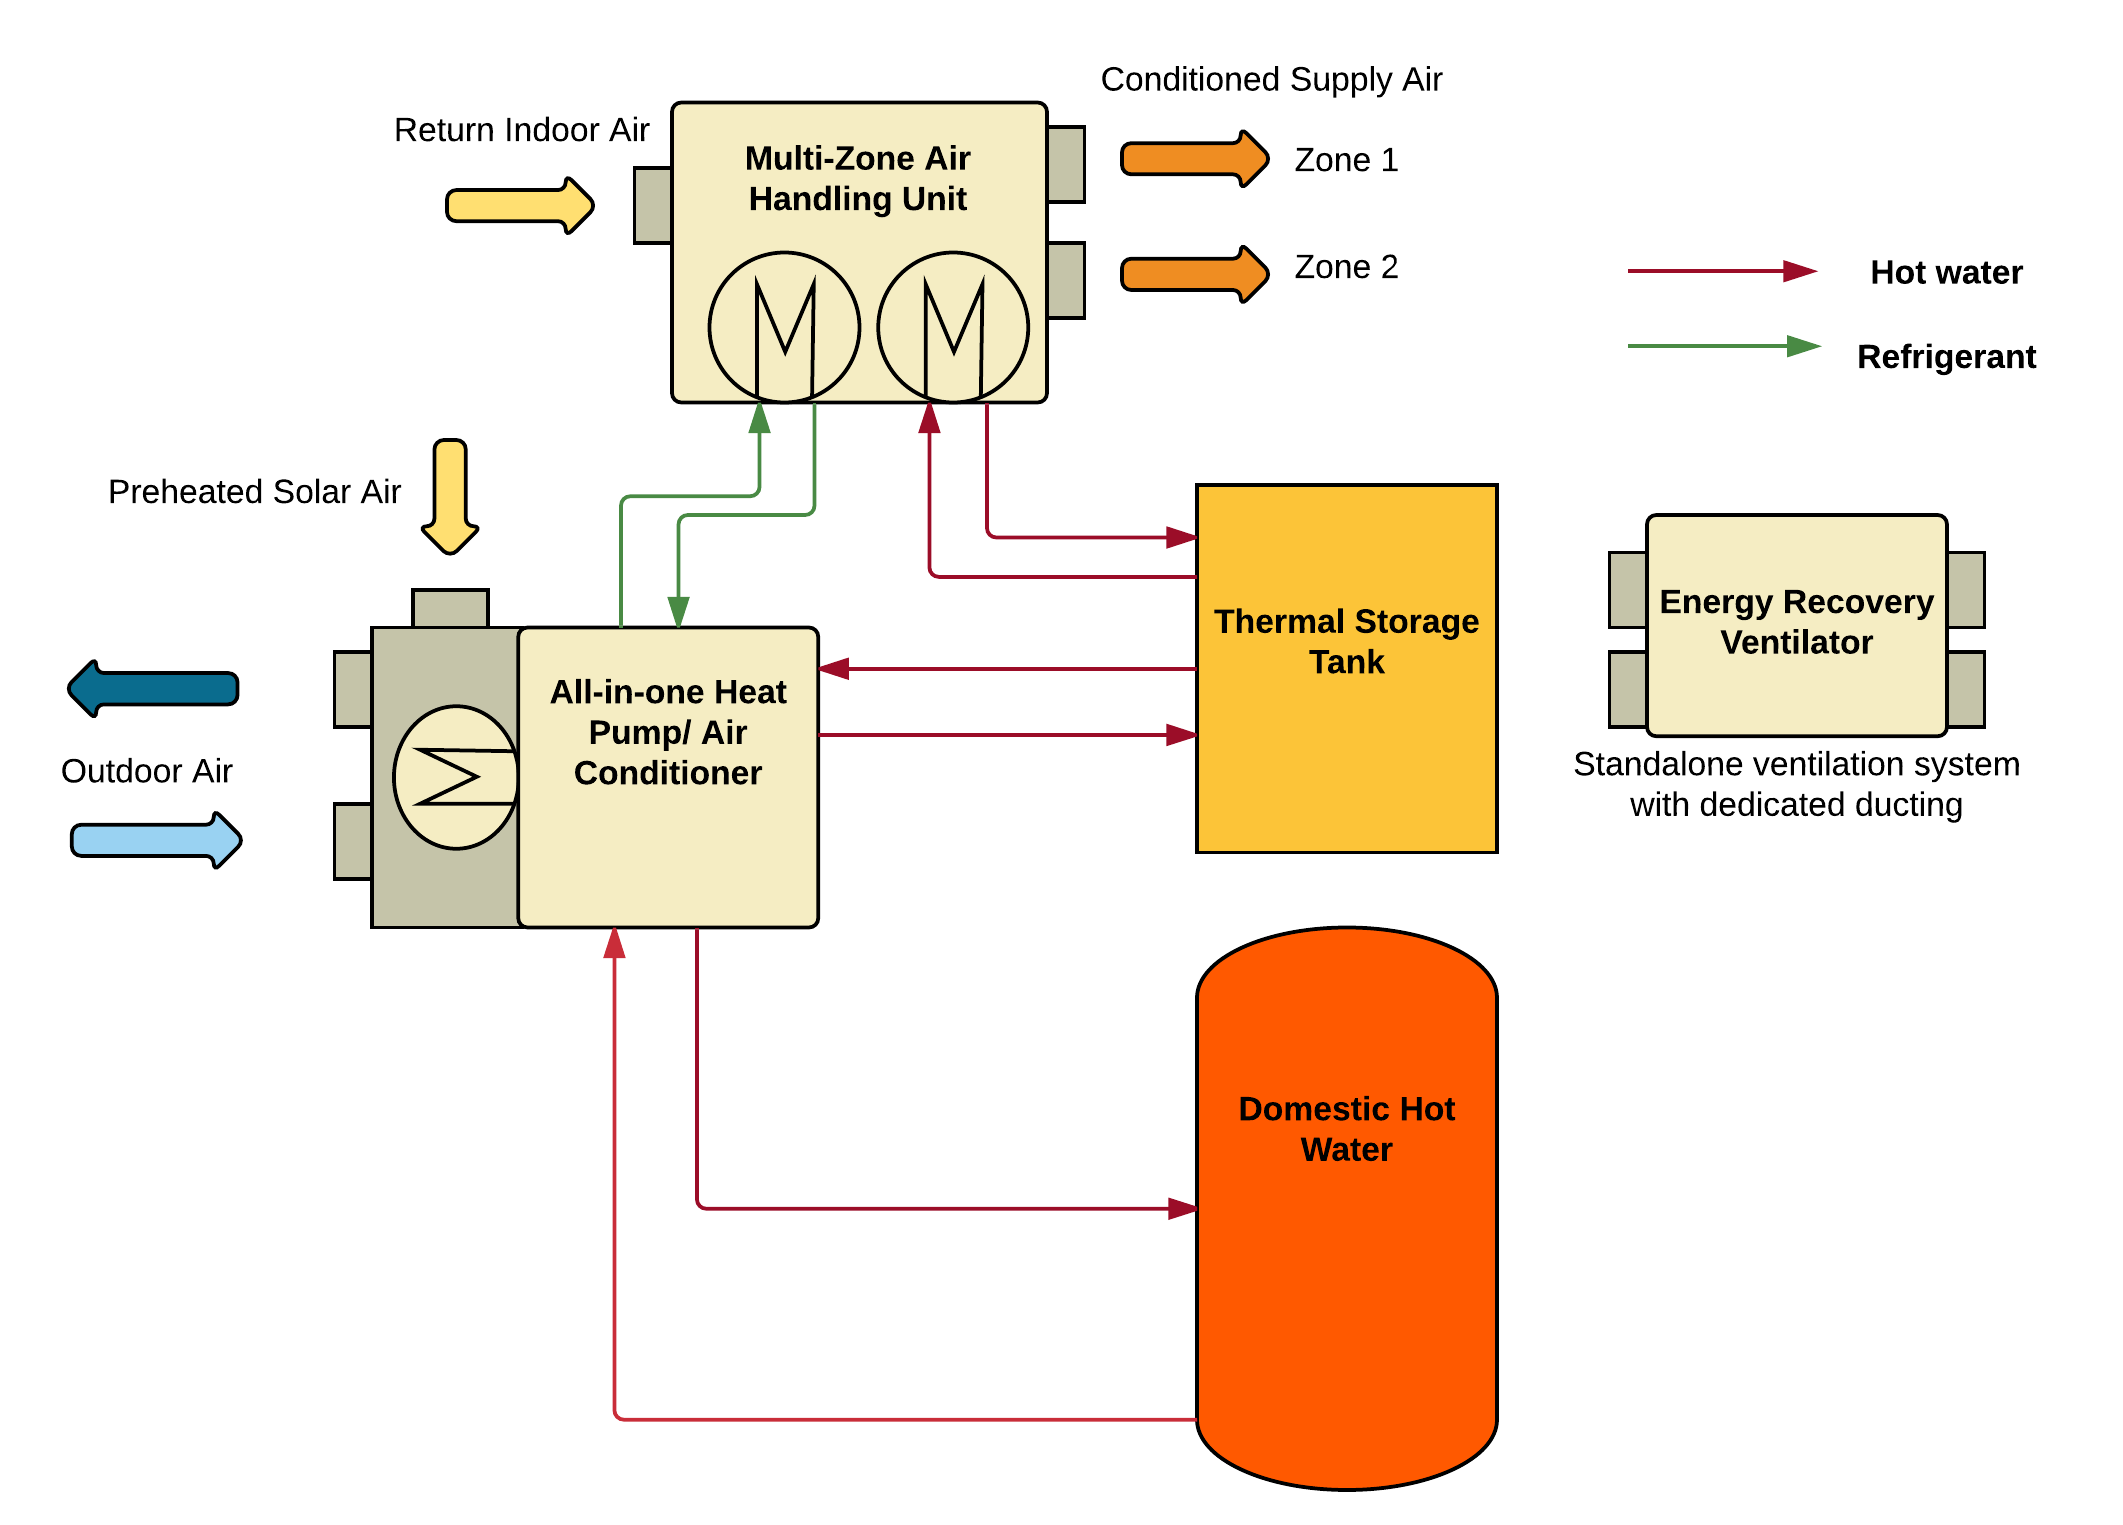 Conditioned Supply Air
Return Indoor Air
Multi-Zone Air
Handling Unit
Zone 1
Zone 2
Hot water
Refrigerant
Preheated Solar Air
Thermal Storage
Tank
Energy Recovery
Ventilator
Standalone ventilation system
with dedicated ducting
All-in-one Heat
Pump/ Air
Conditioner
Outdoor Air
Domestic Hot
Water